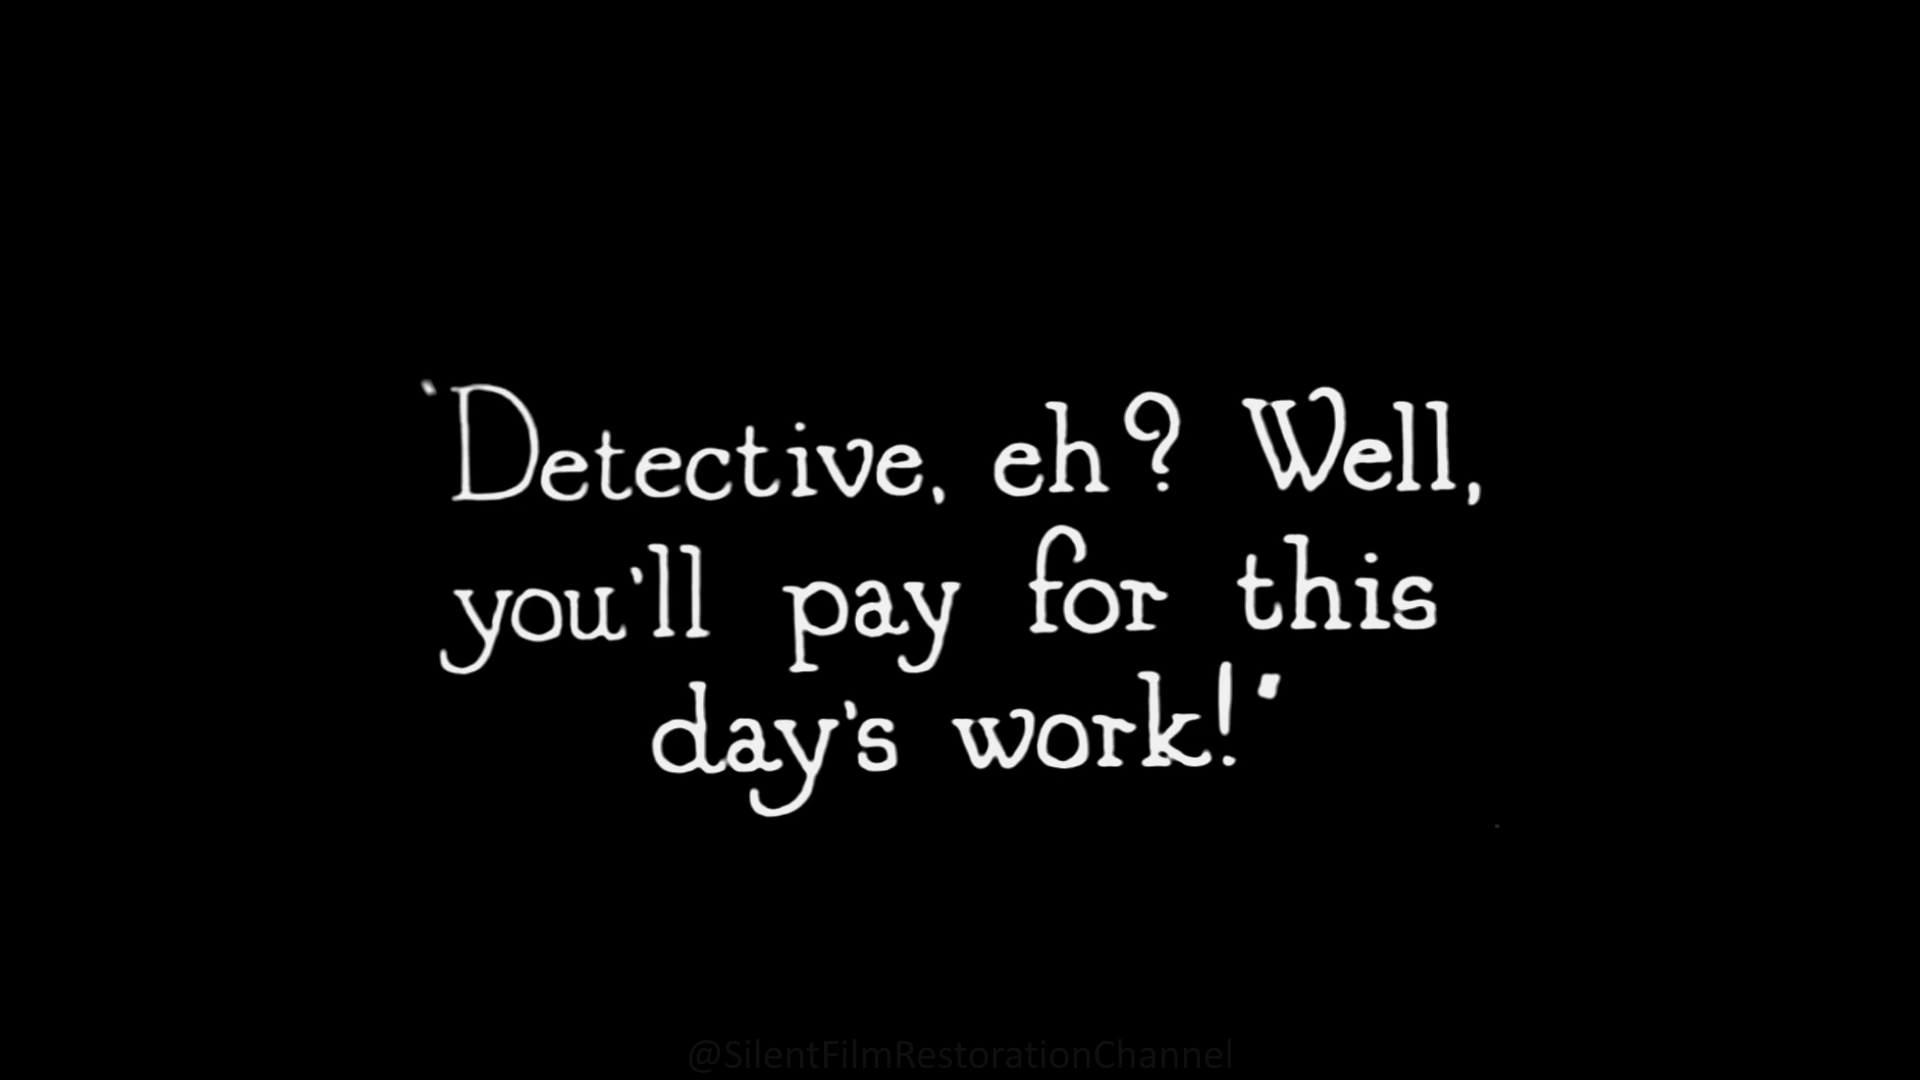 "Detective, eh? Well,
you'll pay for this
day's work!"
@SilentFilmRestorationChannel